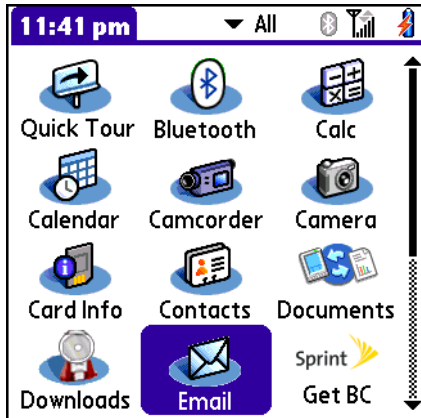 11:41 pm All
Quick Tour Bluetooth Calc
Calendar Camcorder Camera
Card Info Contacts Documents
Sprint
Downloads Email Get BC